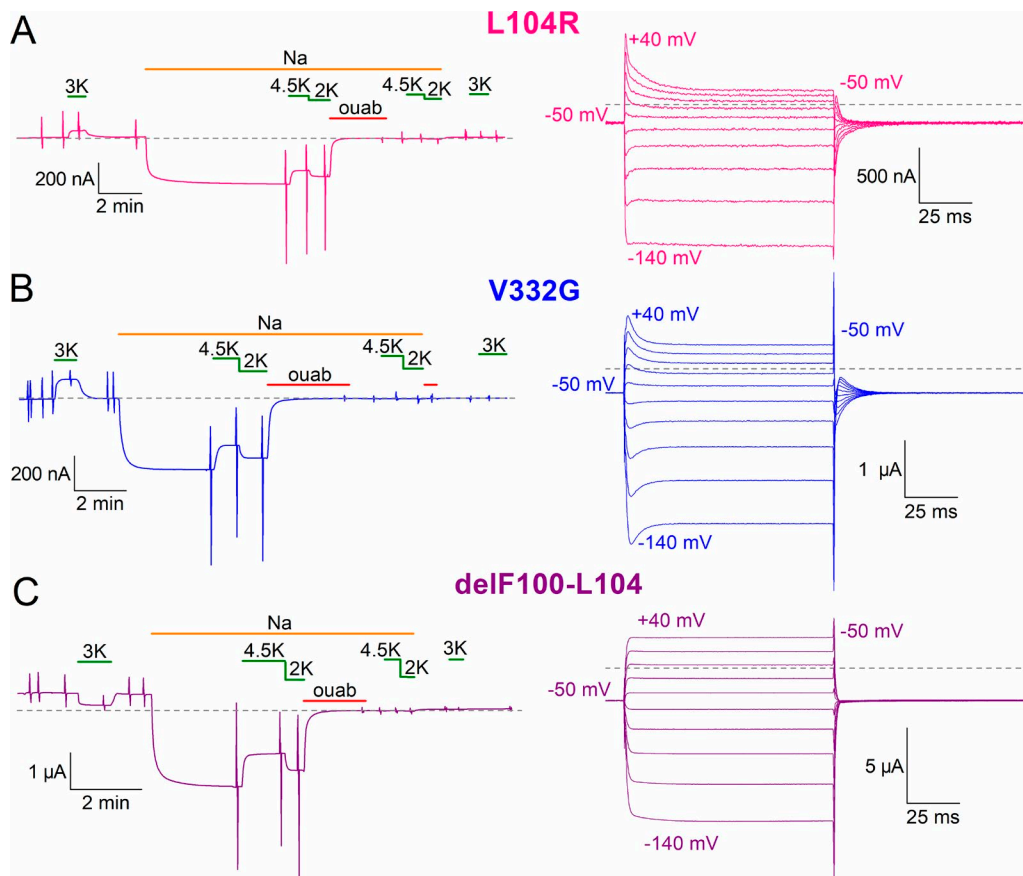 A
L104R
Na
3K
4.5K
2K
ouab
4.5K
2K
3K
200 nA
2 min
+40 mV
-50 mV
-50 mV
500 nA
25 ms
-140 mV
B
V332G
Na
3K
4.5K
2K
ouab
4.5K
2K
3K
200 nA
2 min
+40 mV
-50 mV
-50 mV
1 µA
25 ms
-140 mV
C
delF100-L104
Na
3K
4.5K
2K
ouab
4.5K
2K
3K
1 µA
2 min
+40 mV
-50 mV
-50 mV
5 µA
25 ms
-140 mV